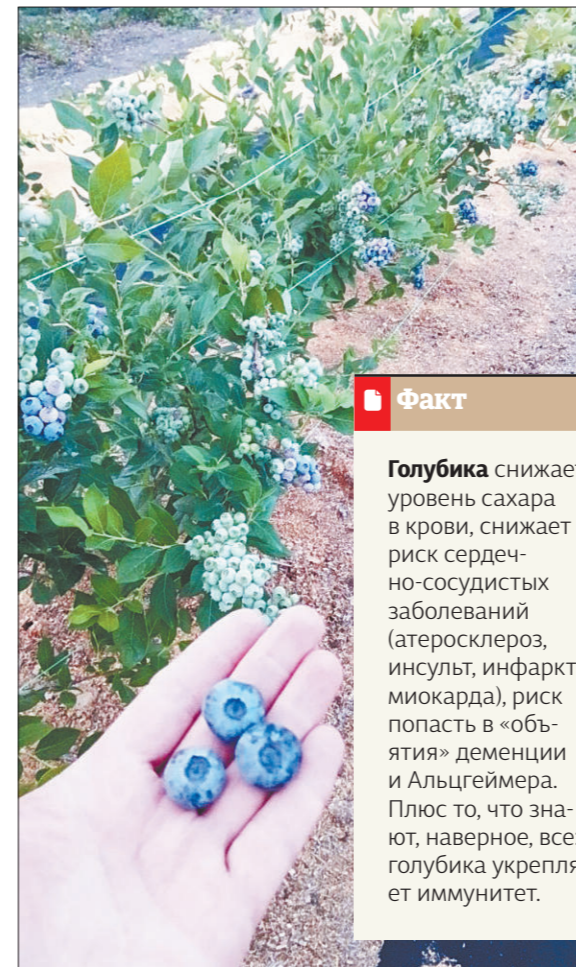 Факт
Голубика снижает
уровень сахара
в крови, снижает
риск сердеч-
но-сосудистых
заболеваний
(атеросклероз,
инсульт, инфаркт
миокарда), риск
попасть в «объ-
ятия» деменции
и Альцгеймера.
Плюс то, что зна-
ют, наверное, все:
голубика укрепля-
ет иммунитет.